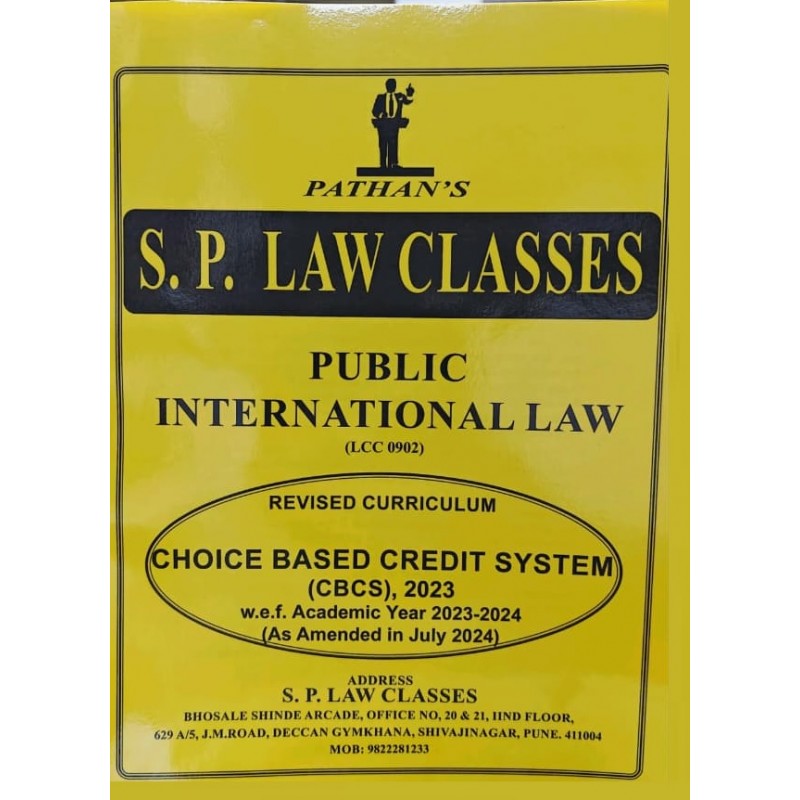 PATHAN'S
S. P. LAW CLASSES
PUBLIC
INTERNATIONAL LAW
(LCC 0902)
REVISED CURRICULUM
CHOICE BASED CREDIT SYSTEM
(CBCS), 2023
w.e.f. Academic Year 2023-2024
(As Amended in July 2024)
ADDRESS
S. P. LAW CLASSES
BHOSALE SHINDE ARCADE, OFFICE NO, 20 & 21, IIND FLOOR,
629 A/5, J.M.ROAD, DECCAN GYMKHANA, SHIVAJINAGAR, PUNE. 411004
MOB: 9822281233